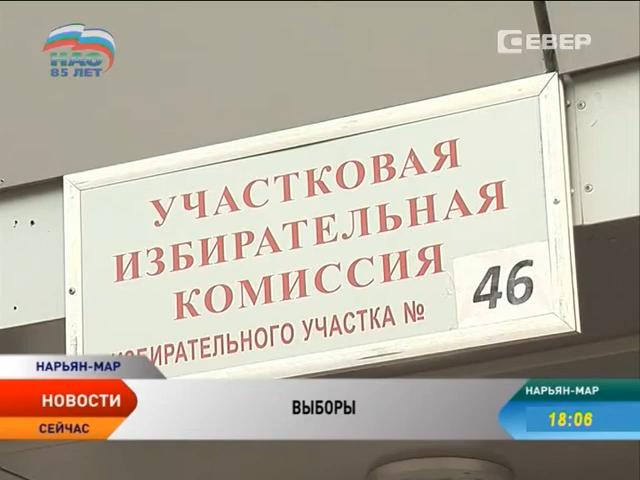 НАО
85 ЛЕТ
СЕВЕР
УЧАСТКОВАЯ
ИЗБИРАТЕЛЬНАЯ
КОМИССИЯ
ИЗБИРАТЕЛЬНОГО УЧАСТКА № 46
НАРЬЯН-МАР
НОВОСТИ
СЕЙЧАС
ВЫБОРЫ
НАРЬЯН-МАР
18:06